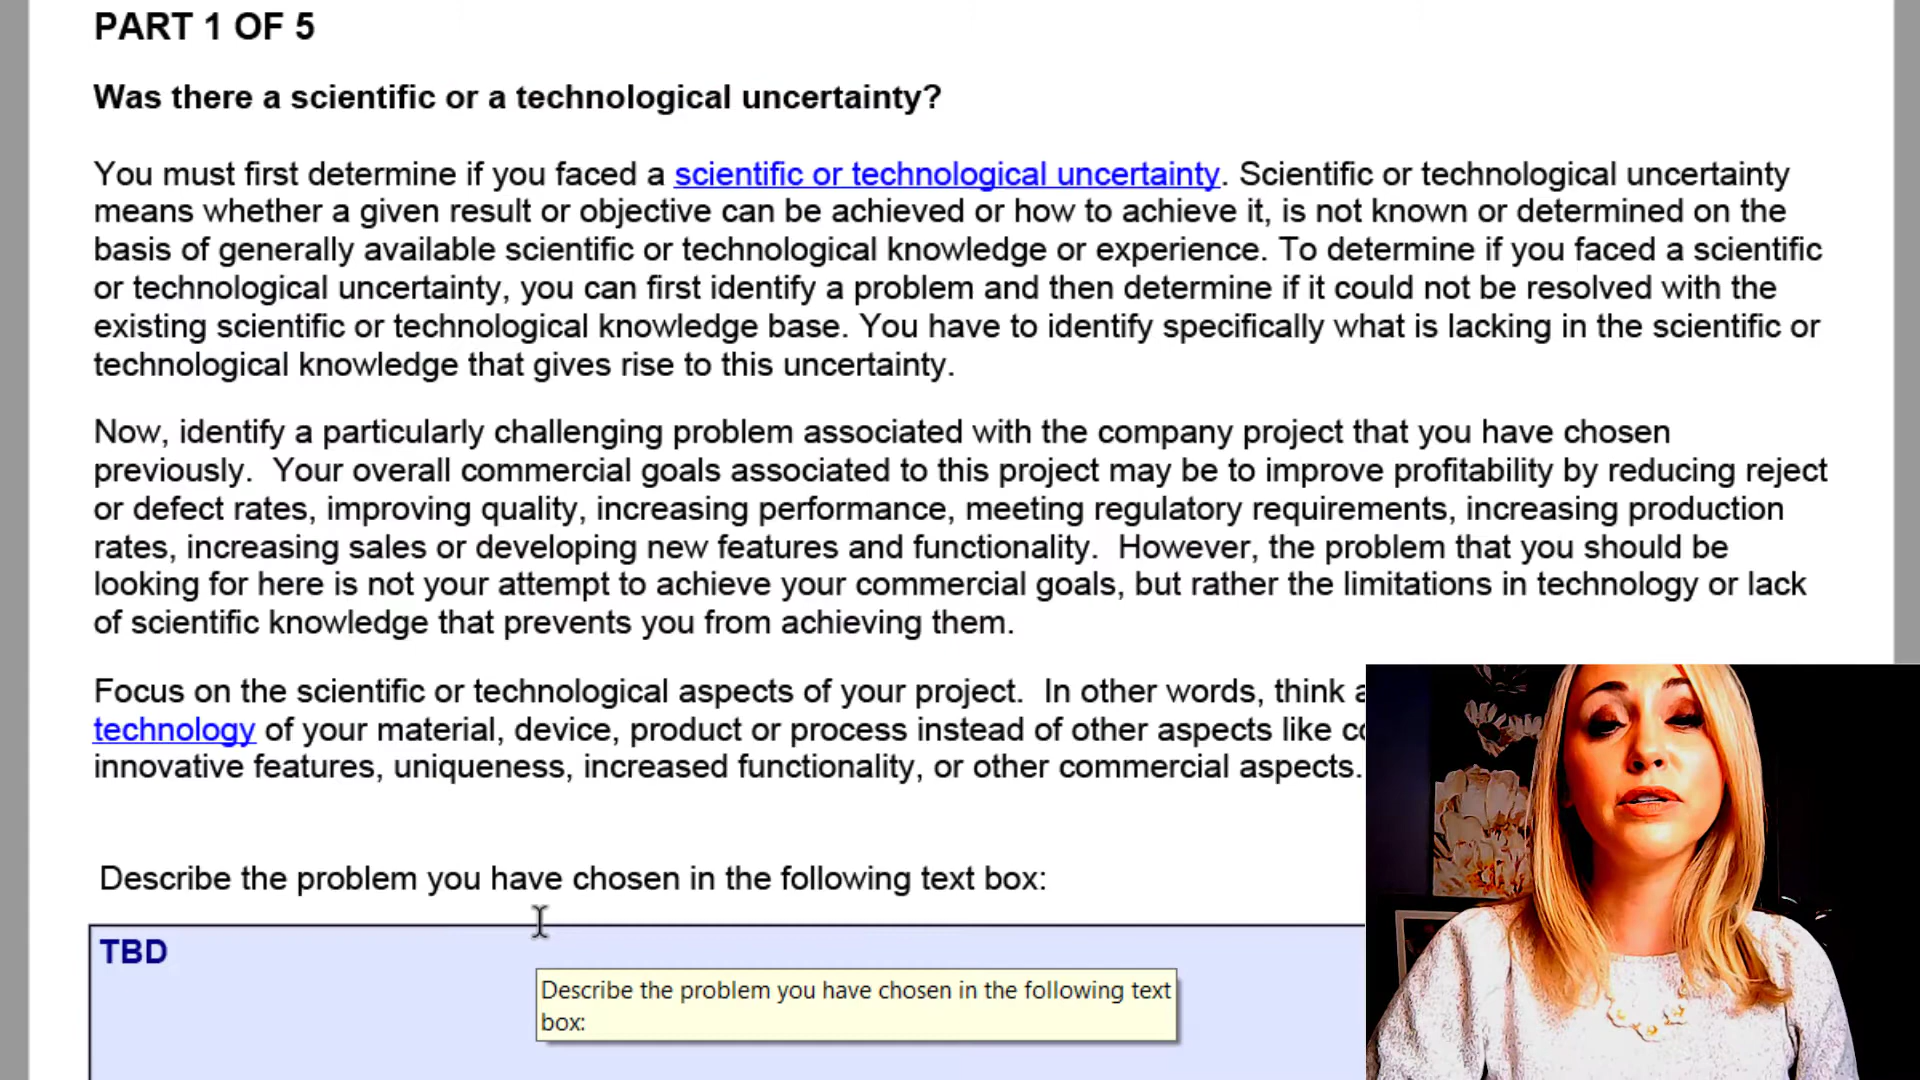 PART 1 OF 5
Was there a scientific or a technological uncertainty?
You must first determine if you faced a scientific or technological uncertainty. Scientific or technological uncertainty
means whether a given result or objective can be achieved or how to achieve it, is not known or determined on the
basis of generally available scientific or technological knowledge or experience. To determine if you faced a scientific
or technological uncertainty, you can first identify a problem and then determine if it could not be resolved with the
existing scientific or technological knowledge base. You have to identify specifically what is lacking in the scientific or
technological knowledge that gives rise to this uncertainty.
Now, identify a particularly challenging problem associated with the company project that you have chosen
previously.  Your overall commercial goals associated to this project may be to improve profitability by reducing reject
or defect rates, improving quality, increasing performance, meeting regulatory requirements, increasing production
rates, increasing sales or developing new features and functionality.  However, the problem that you should be
looking for here is not your attempt to achieve your commercial goals, but rather the limitations in technology or lack
of scientific knowledge that prevents you from achieving them.
Focus on the scientific or technological aspects of your project.  In other words, think
technology of your material, device, product or process instead of other aspects like
innovative features, uniqueness, increased functionality, or other commercial aspects.
Describe the problem you have chosen in the following text box:
TBD
Describe the problem you have chosen in the following text
box: